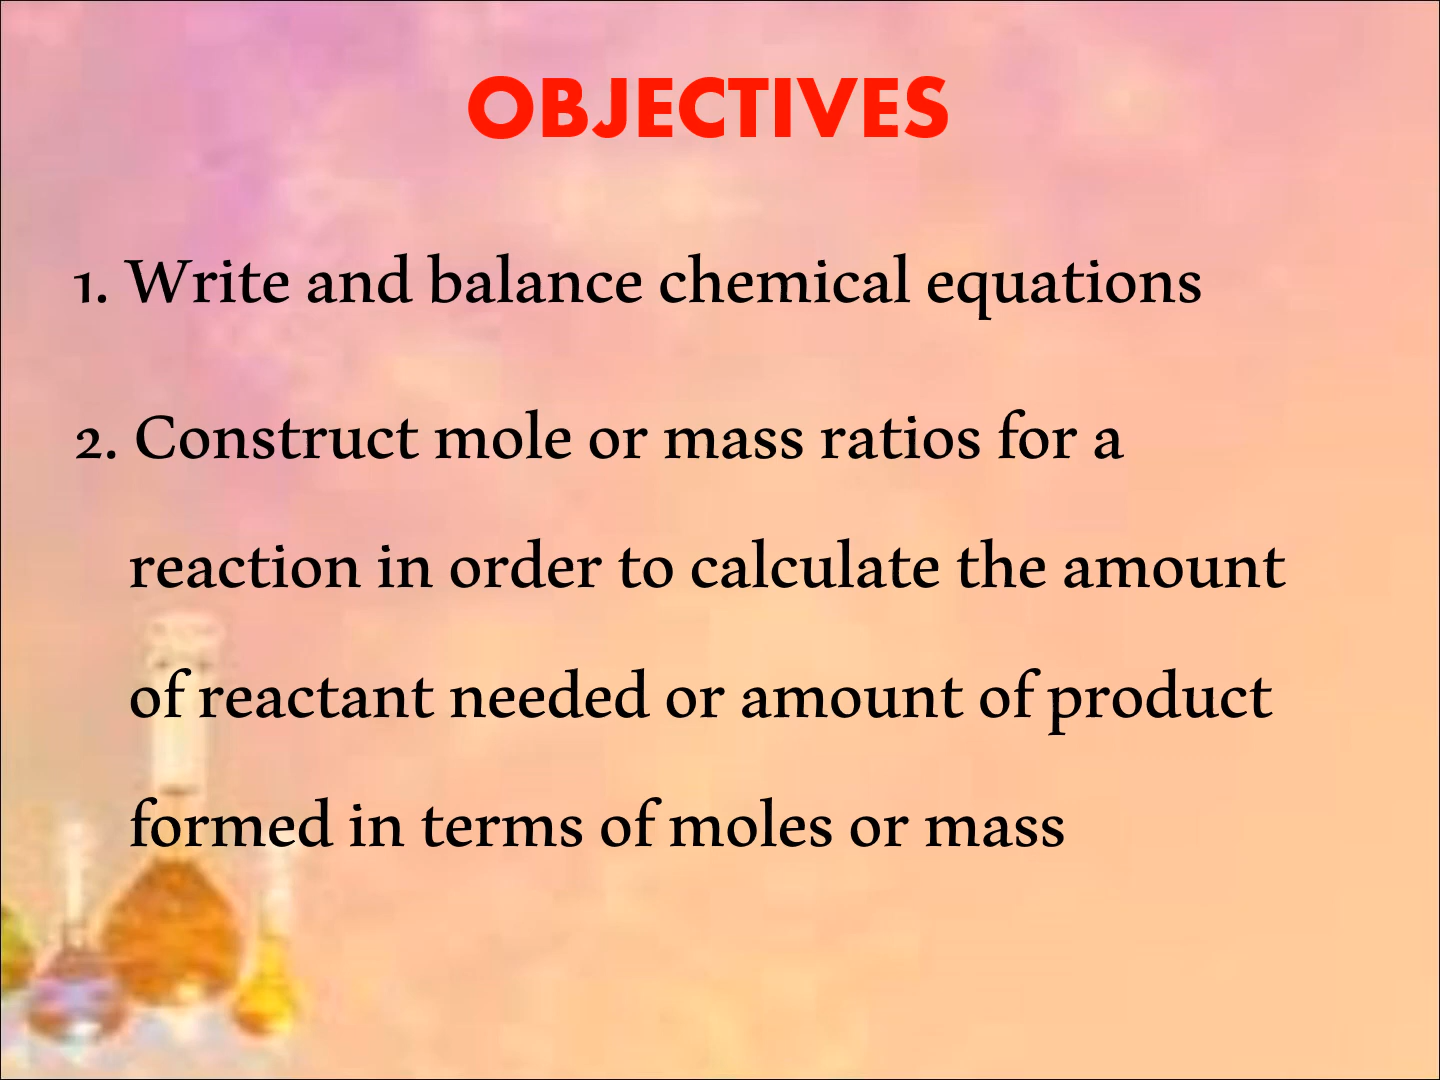 OBJECTIVES
1. Write and balance chemical equations
2. Construct mole or mass ratios for a
reaction in order to calculate the amount
of reactant needed or amount of product
formed in terms of moles or mass